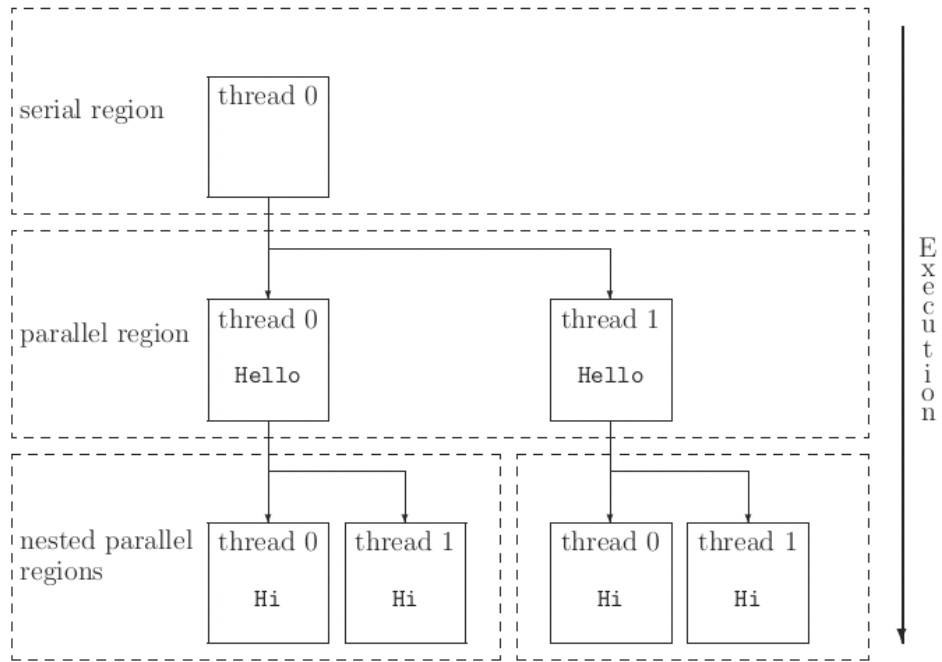 serial region
thread 0
parallel region
thread 0
Hello
thread 1
Hello
nested parallel
regions
thread 0
Hi
thread 1
Hi
thread 0
Hi
thread 1
Hi
Execution